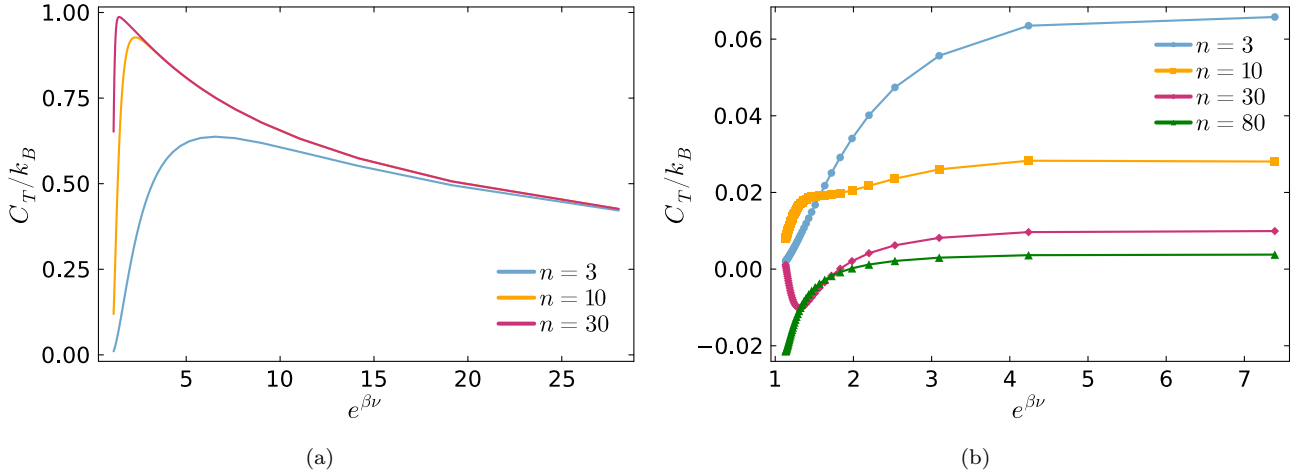 1.00
0.75
0.50
0.25
0.00
C_T/k_B
5
10
15
20
25
e^{βν}
n = 3
n = 10
n = 30
(a)
0.06
0.04
0.02
0.00
−0.02
C_T/k_B
1
2
3
4
5
6
7
e^{βν}
n = 3
n = 10
n = 30
n = 80
(b)